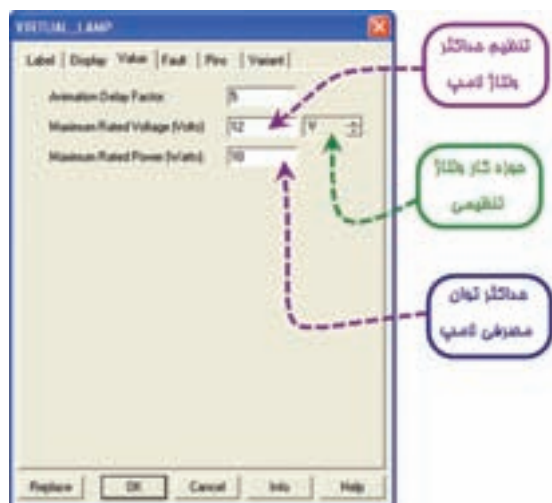 VIRTUAL_LAMP
Label | Display | Value | Fault | Pins | Variant
Animation Delay Factor: 5
Maximum Rated Voltage (Volts): 12 V
Maximum Rated Power (Watts): 10
Replace OK Cancel Info Help
تنظیم حداکثر
ولتاژ لامپ
حوزه کار ولتاژ
تنظیمی
حداکثر توان
مصرفی لامپ